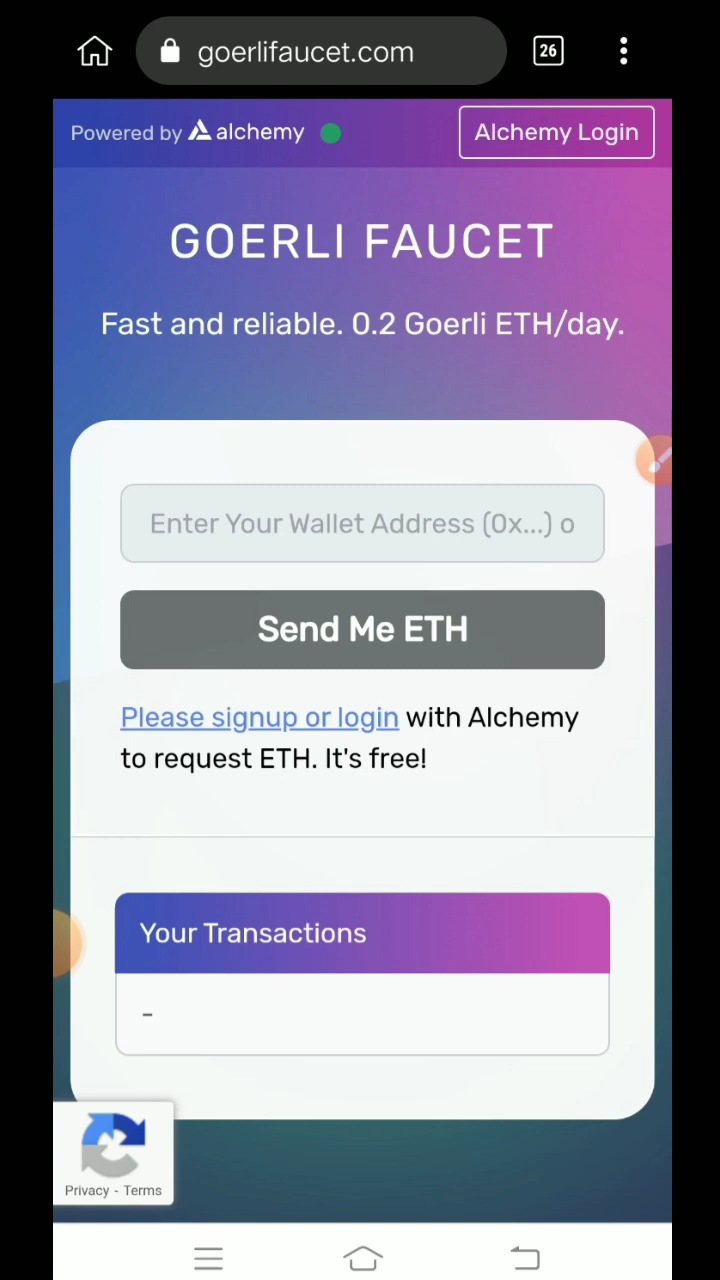 goerlifaucet.com
26
Powered by alchemy
Alchemy Login
GOERLI FAUCET
Fast and reliable. 0.2 Goerli ETH/day.
Enter Your Wallet Address (0x...) o
Send Me ETH
Please signup or login with Alchemy
to request ETH. It's free!
Your Transactions
-
Privacy - Terms